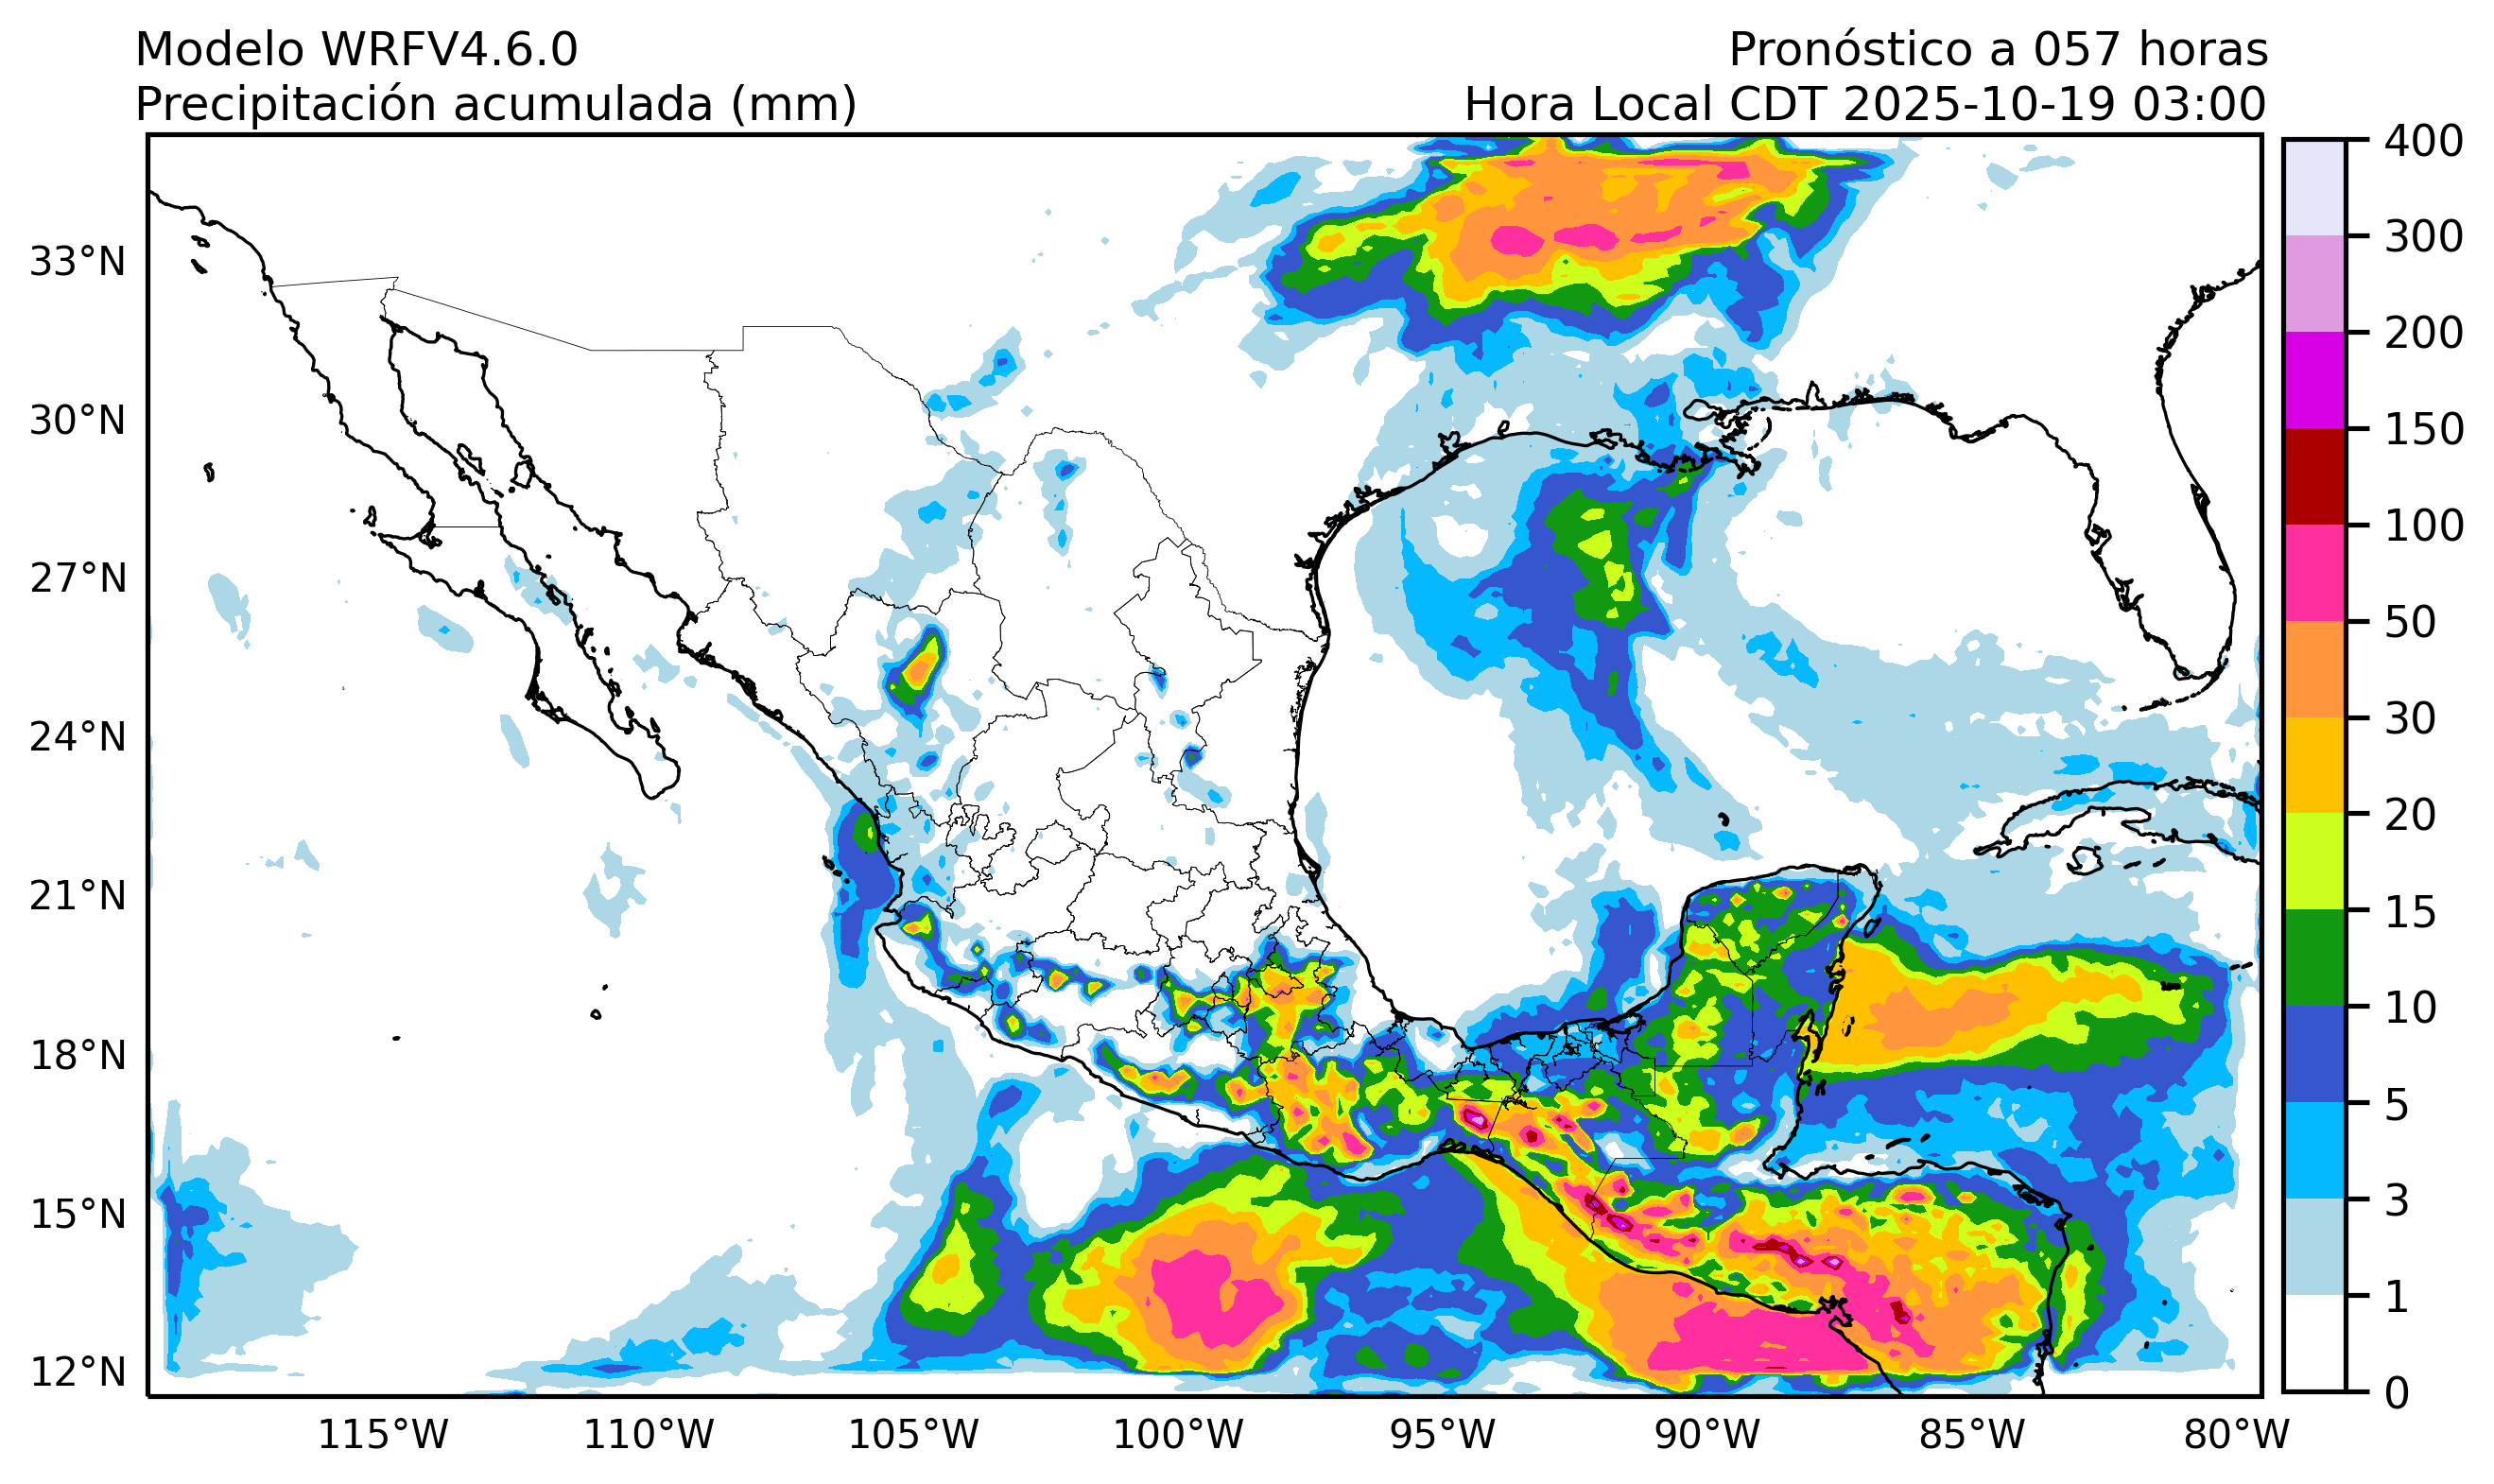 Modelo WRFV4.6.0
Pronóstico a 057 horas
Precipitación acumulada (mm)
Hora Local CDT 2025-10-19 03:00
33°N
30°N
27°N
24°N
21°N
18°N
15°N
12°N
115°W
110°W
105°W
100°W
95°W
90°W
85°W
80°W
400
300
200
150
100
50
30
20
15
10
5
3
1
0